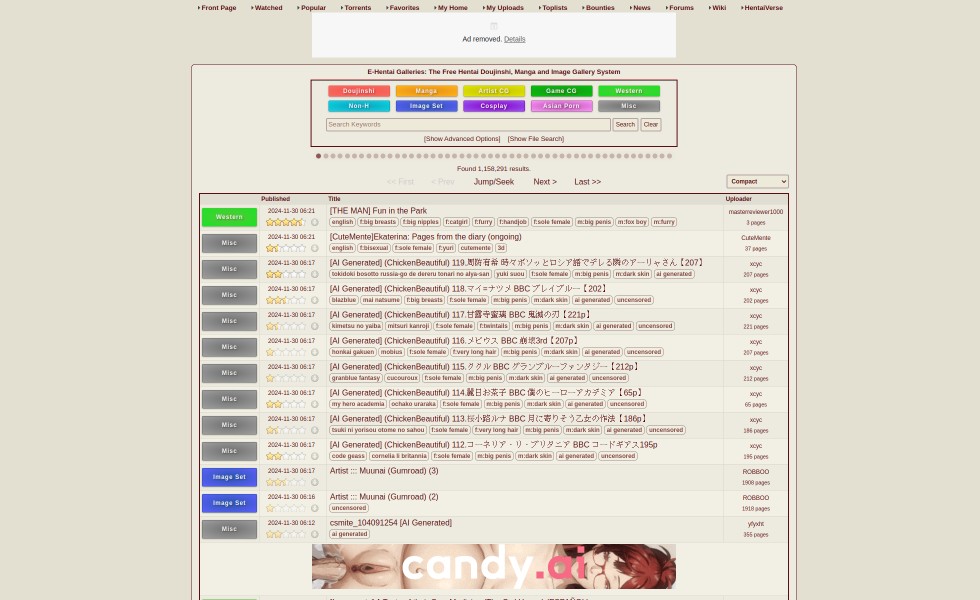 Front Page Watched Popular Torrents Favorites My Home My Uploads Toplists Bounties News Forums Wiki HentaiVerse
Ad removed. Details
E-Hentai Galleries: The Free Hentai Doujinshi, Manga and Image Gallery System
Doujinshi Manga Artist CG Game CG Western
Non-H Image Set Cosplay Asian Porn Misc
Search Keywords Search Clear
[Show Advanced Options] [Show File Search]
Found 1,158,291 results.
<< First < Prev Jump/Seek Next > Last >> Compact
Published Title Uploader
Western 2024-11-30 06:21 [THE MAN] Fun in the Park masterreviewer1000
english f:big breasts f:big nipples f:catgirl f:furry f:handjob f:sole female m:big penis m:fox boy m:furry 3 pages
Misc 2024-11-30 06:21 [CuteMente]Ekaterina: Pages from the diary (ongoing) CuteMente
english f:bisexual f:sole female f:yuri cutemente 3d 37 pages
Misc 2024-11-30 06:17 [AI Generated] (ChickenBeautiful) 119.周防有希 時々ボソッとロシア語でデレる隣のアーリャさん【207】 xcyc
tokidoki bosotto russia-go de dereru tonari no alya-san yuki suou f:sole female m:big penis m:dark skin ai generated 207 pages
Misc 2024-11-30 06:17 [AI Generated] (ChickenBeautiful) 118.マイ=ナツメ BBC ブレイブルー【202】 xcyc
blazblue mai natsume f:big breasts f:sole female m:big penis m:dark skin ai generated uncensored 202 pages
Misc 2024-11-30 06:17 [AI Generated] (ChickenBeautiful) 117.甘露寺蜜璃 BBC 鬼滅の刃【221p】 xcyc
kimetsu no yaiba mitsuri kanroji f:sole female f:twintails m:big penis m:dark skin ai generated uncensored 221 pages
Misc 2024-11-30 06:17 [AI Generated] (ChickenBeautiful) 116.メビウス BBC 崩壊3rd【207p】 xcyc
honkai gakuen mobius f:sole female f:very long hair m:big penis m:dark skin ai generated uncensored 207 pages
Misc 2024-11-30 06:17 [AI Generated] (ChickenBeautiful) 115.ククル BBC グランブルーファンタジー【212p】 xcyc
granblue fantasy cucouroux f:sole female m:big penis m:dark skin ai generated uncensored 212 pages
Misc 2024-11-30 06:17 [AI Generated] (ChickenBeautiful) 114.麗日お茶子 BBC 僕のヒーローアカデミア【65p】 xcyc
my hero academia ochako uraraka f:sole female m:big penis m:dark skin ai generated uncensored 65 pages
Misc 2024-11-30 06:17 [AI Generated] (ChickenBeautiful) 113.桜小路ルナ BBC 月に寄りそう乙女の作法【186p】 xcyc
tsuki ni yorisou otome no sahou f:sole female f:very long hair m:big penis m:dark skin ai generated uncensored 186 pages
Misc 2024-11-30 06:17 [AI Generated] (ChickenBeautiful) 112.コーネリア・リ・ブリタニア BBC コードギアス.195p xcyc
code geass cornelia li britannia f:sole female m:big penis m:dark skin ai generated uncensored 195 pages
Image Set 2024-11-30 06:17 Artist ::: Muunai (Gumroad) (3) ROBBOO
1908 pages
Image Set 2024-11-30 06:16 Artist ::: Muunai (Gumroad) (2) ROBBOO
uncensored 1918 pages
Misc 2024-11-30 06:12 csmite_104091254 [AI Generated] yfyxht
ai generated 355 pages
candy.ai